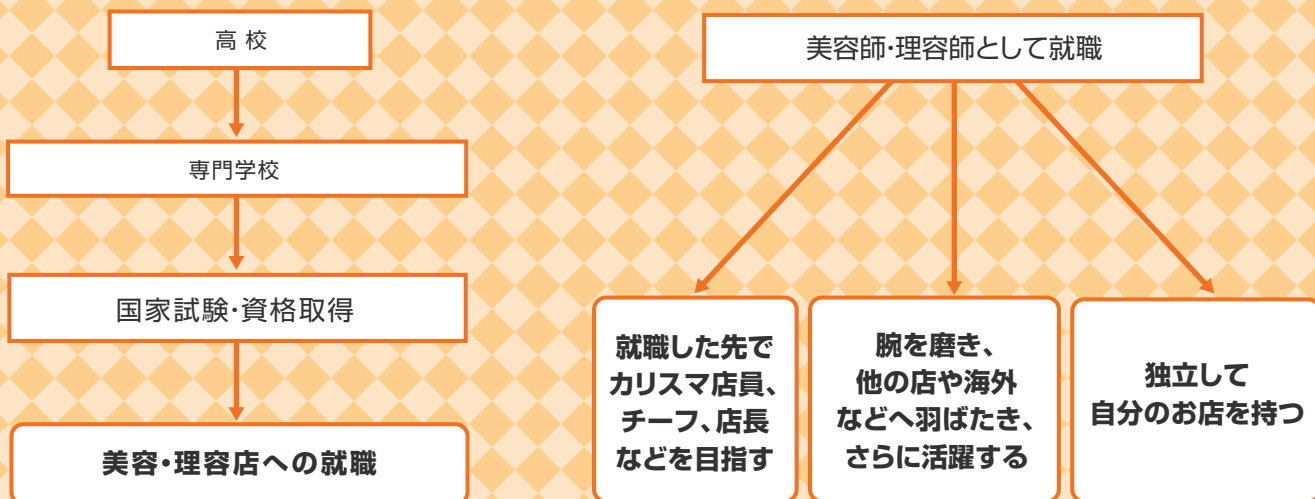 高校
専門学校
国家試験・資格取得
美容・理容店への就職
美容師・理容師として就職
就職した先で
カリスマ店員、
チーフ、店長
などを目指す
腕を磨き、
他の店や海外
などへ羽ばたき、
さらに活躍する
独立して
自分のお店を持つ